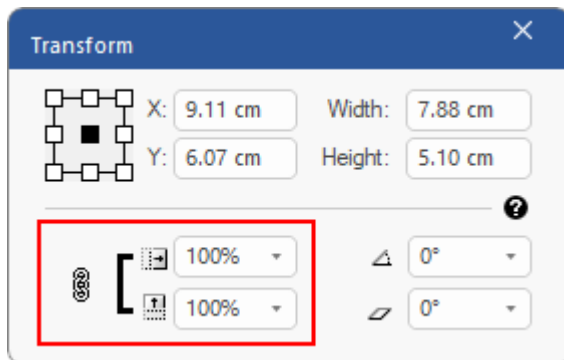 Transform
X: 9.11 cm Width: 7.88 cm
Y: 6.07 cm Height: 5.10 cm
?
100% 0°
100% 0°